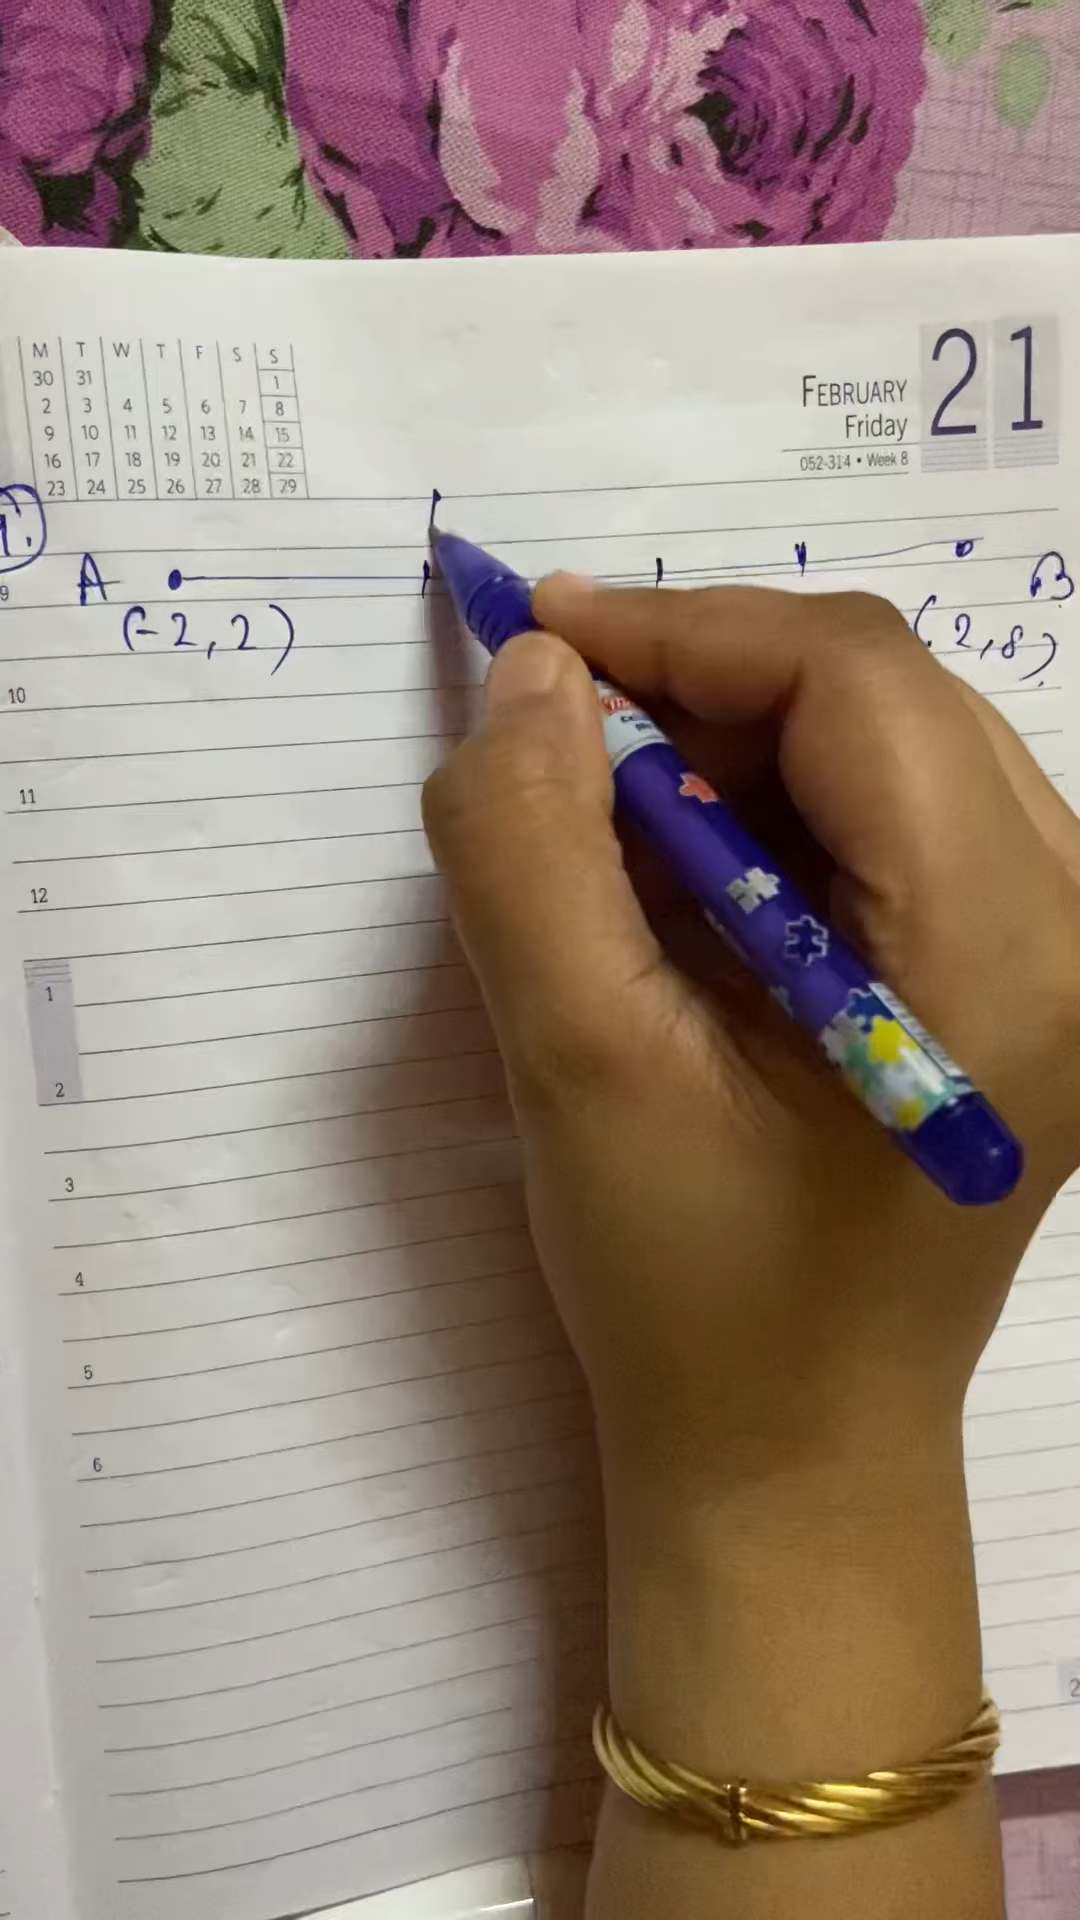 M T W T F S S
30 31 1
2 3 4 5 6 7 8
9 10 11 12 13 14 15
16 17 18 19 20 21 22
23 24 25 26 27 28 29
FEBRUARY 21
Friday
052-314 • Week 8
A B
(-2, 2) (2, 8)
9
10
11
12
1
2
3
4
5
6